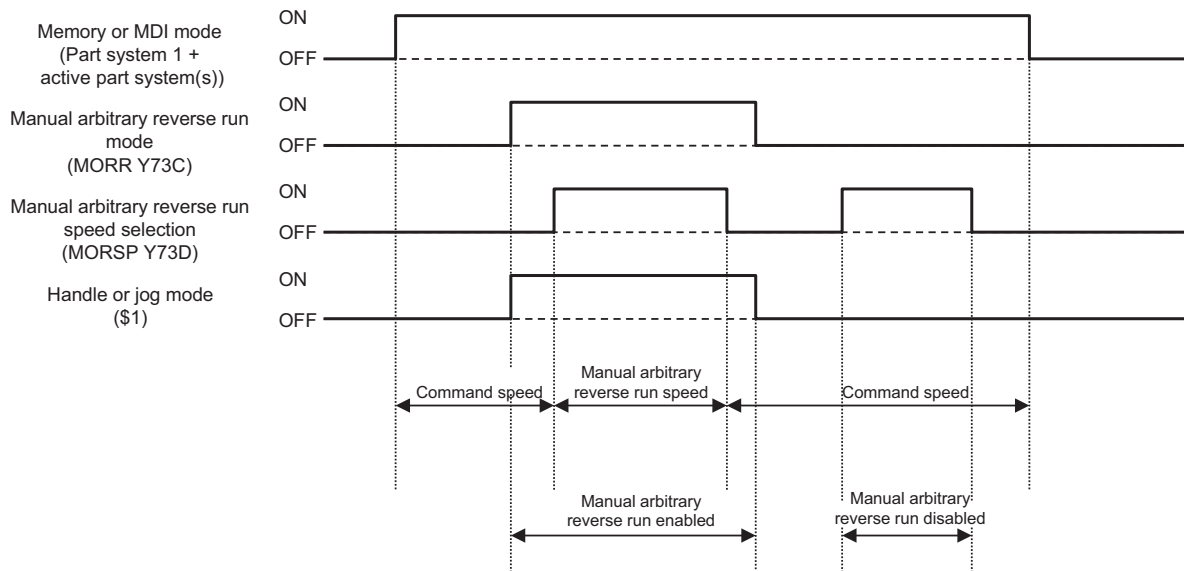 Memory or MDI mode
(Part system 1 +
active part system(s))
ON
OFF
Manual arbitrary reverse run
mode
(MORR Y73C)
ON
OFF
Manual arbitrary reverse run
speed selection
(MORSP Y73D)
ON
OFF
Handle or jog mode
($1)
ON
OFF
Command speed
Manual arbitrary
reverse run speed
Command speed
Manual arbitrary
reverse run enabled
Manual arbitrary
reverse run disabled